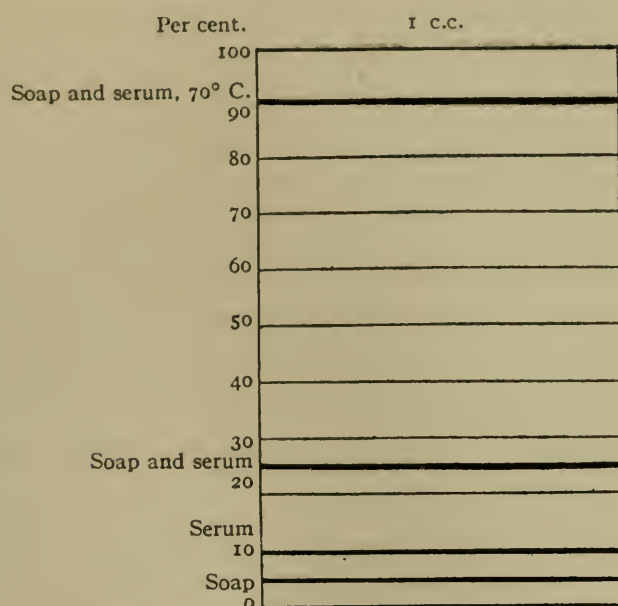 Per cent. I C.C.
100
Soap and serum, 70° C.
90
80
70
60
50
40
30
Soap and serum
20
Serum
10
Soap
0